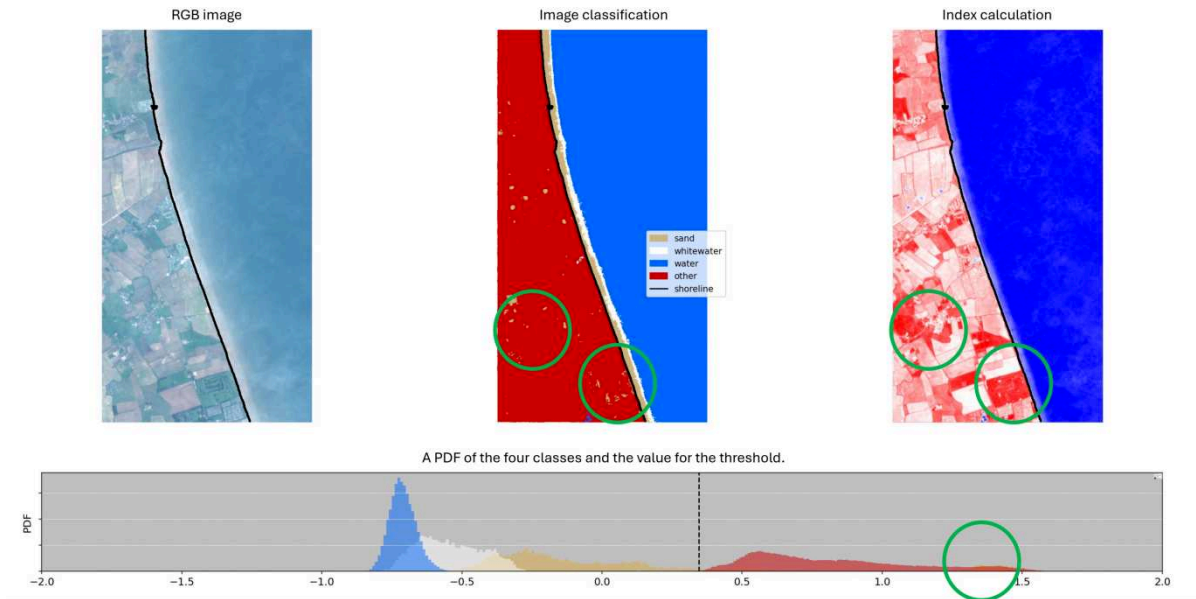 RGB image
Image classification
Index calculation
sand
whitewater
water
other
shoreline
A PDF of the four classes and the value for the threshold.
PDF
−2.0
−1.5
−1.0
−0.5
0.0
0.5
1.0
1.5
2.0